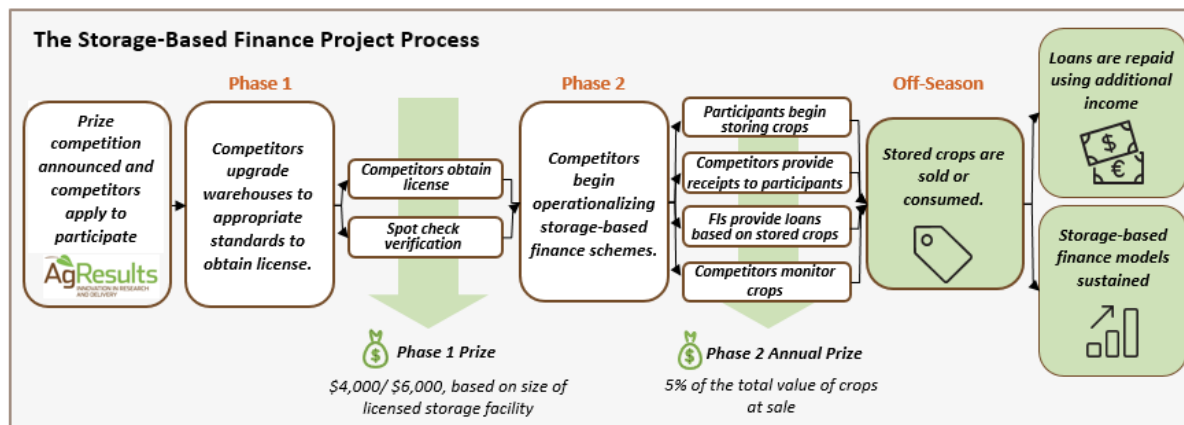 The Storage-Based Finance Project Process
Prize
competition
announced and
competitors
apply to
participate
AgResults
INNOVATION IN RESEARCH
AND DELIVERY
Phase 1
Competitors
upgrade
warehouses to
appropriate
standards to
obtain license.
Competitors obtain
license
Spot check
verification
Phase 1 Prize
$4,000/ $6,000, based on size of
licensed storage facility
Phase 2
Competitors
begin
operationalizing
storage-based
finance schemes.
Participants begin
storing crops
Competitors provide
receipts to participants
FIs provide loans
based on stored crops
Competitors monitor
crops
Phase 2 Annual Prize
5% of the total value of crops
at sale
Off-Season
Stored crops are
sold or
consumed.
Loans are repaid
using additional
income
$
€
Storage-based
finance models
sustained